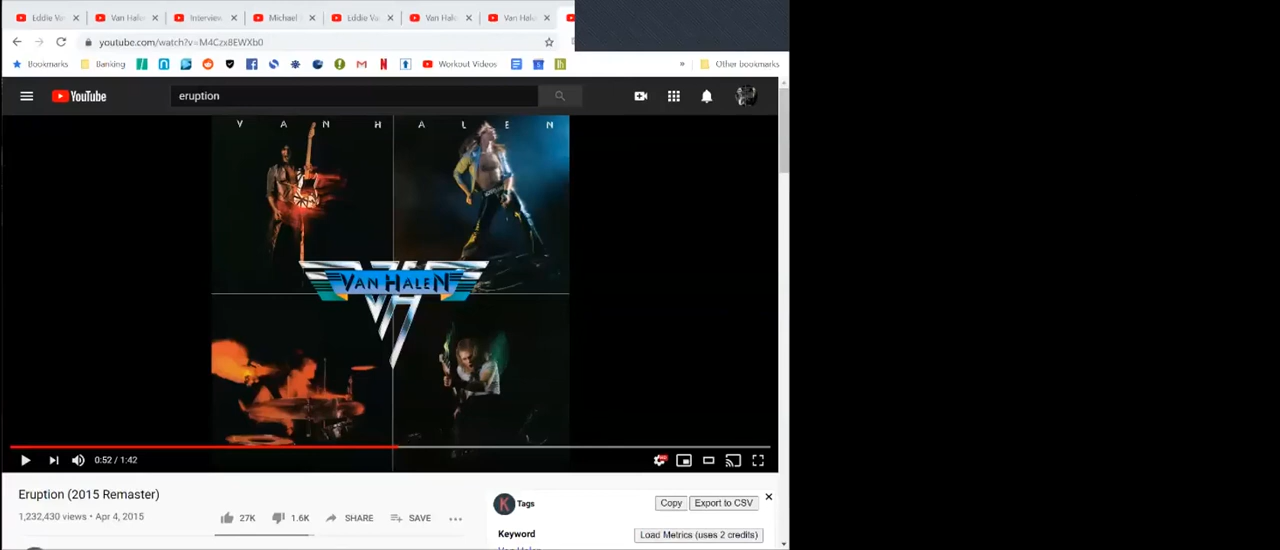 Eddie Va
Van Hale
Interview
Michael
Eddie Va
Van Hale
Van Hale
youtube.com/watch?v=M4Czx8EWXb0
Bookmarks
Banking
Workout Videos
»
Other bookmarks
YouTube
eruption
V A N H A L E N
VAN HALEN
0:52 / 1:42
Eruption (2015 Remaster)
1,232,430 views • Apr 4, 2015
27K
1.6K
SHARE
SAVE
K
Tags
Copy
Export to CSV
Keyword
Load Metrics (uses 2 credits)
Van Halen